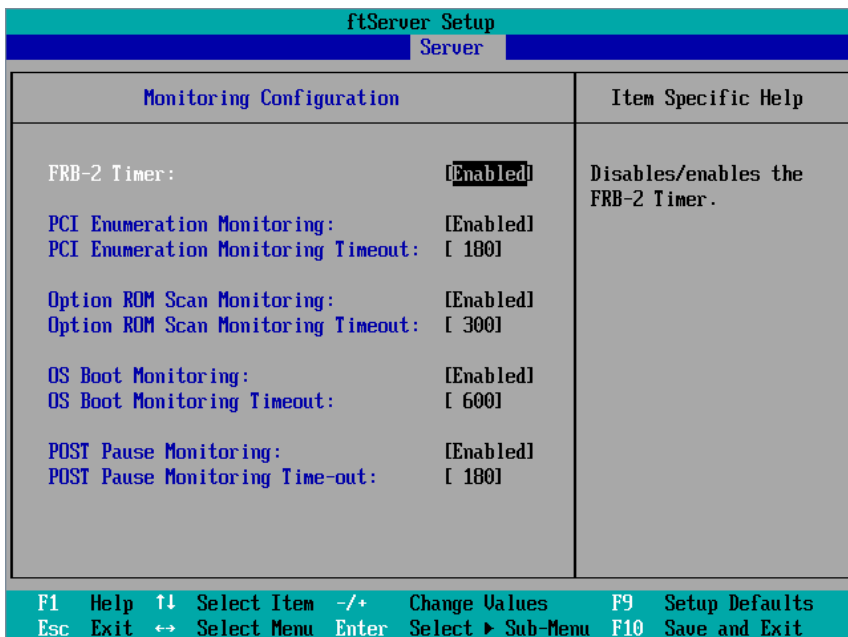 ftServer Setup
Server
Monitoring Configuration
Item Specific Help
FRB-2 Timer: [Enabled]
PCI Enumeration Monitoring: [Enabled]
PCI Enumeration Monitoring Timeout: [ 180]
Option ROM Scan Monitoring: [Enabled]
Option ROM Scan Monitoring Timeout: [ 300]
OS Boot Monitoring: [Enabled]
OS Boot Monitoring Timeout: [ 600]
POST Pause Monitoring: [Enabled]
POST Pause Monitoring Time-out: [ 180]
Disables/enables the
FRB-2 Timer.
F1 Help ↑↓ Select Item -/+ Change Values F9 Setup Defaults
Esc Exit ↔ Select Menu Enter Select ▶ Sub-Menu F10 Save and Exit